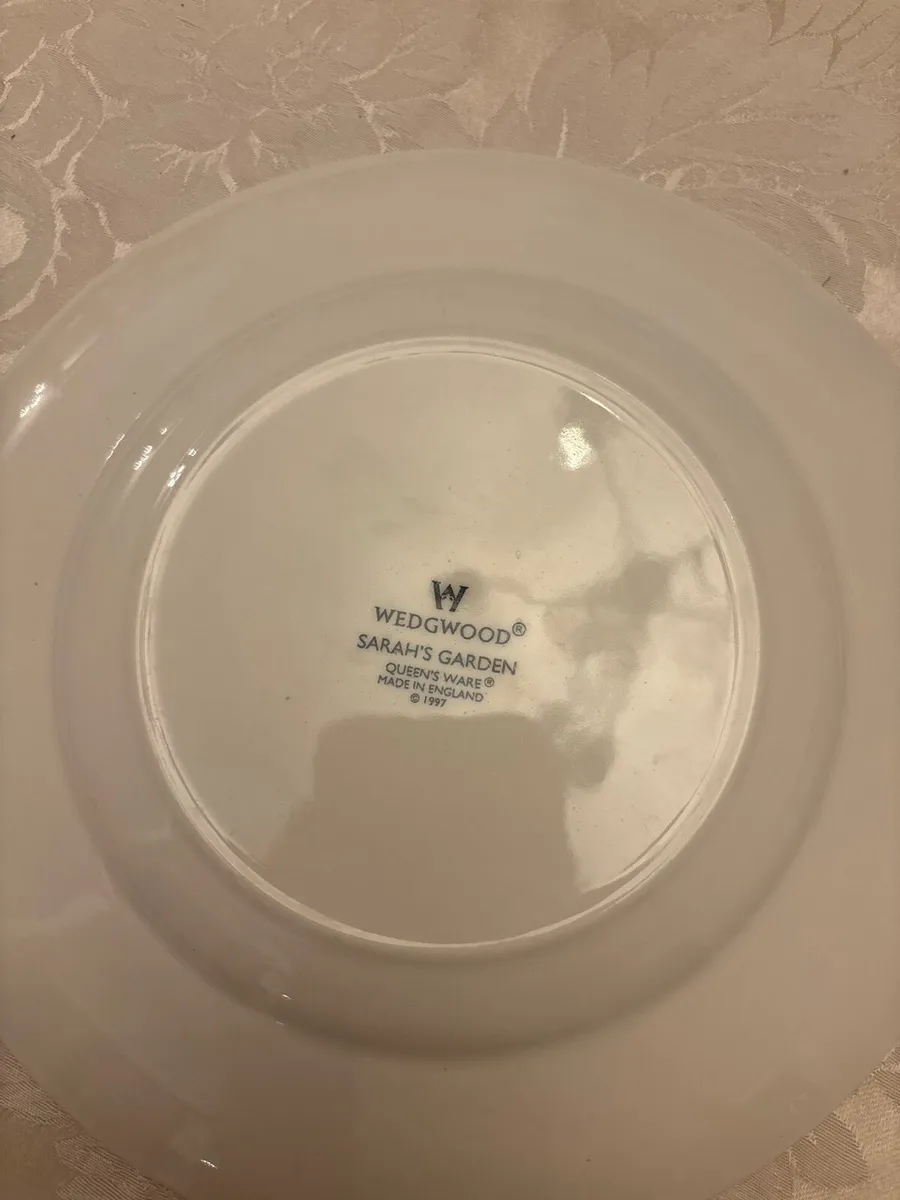 W
WEDGWOOD®
SARAH'S GARDEN
QUEEN'S WARE®
MADE IN ENGLAND
© 1997